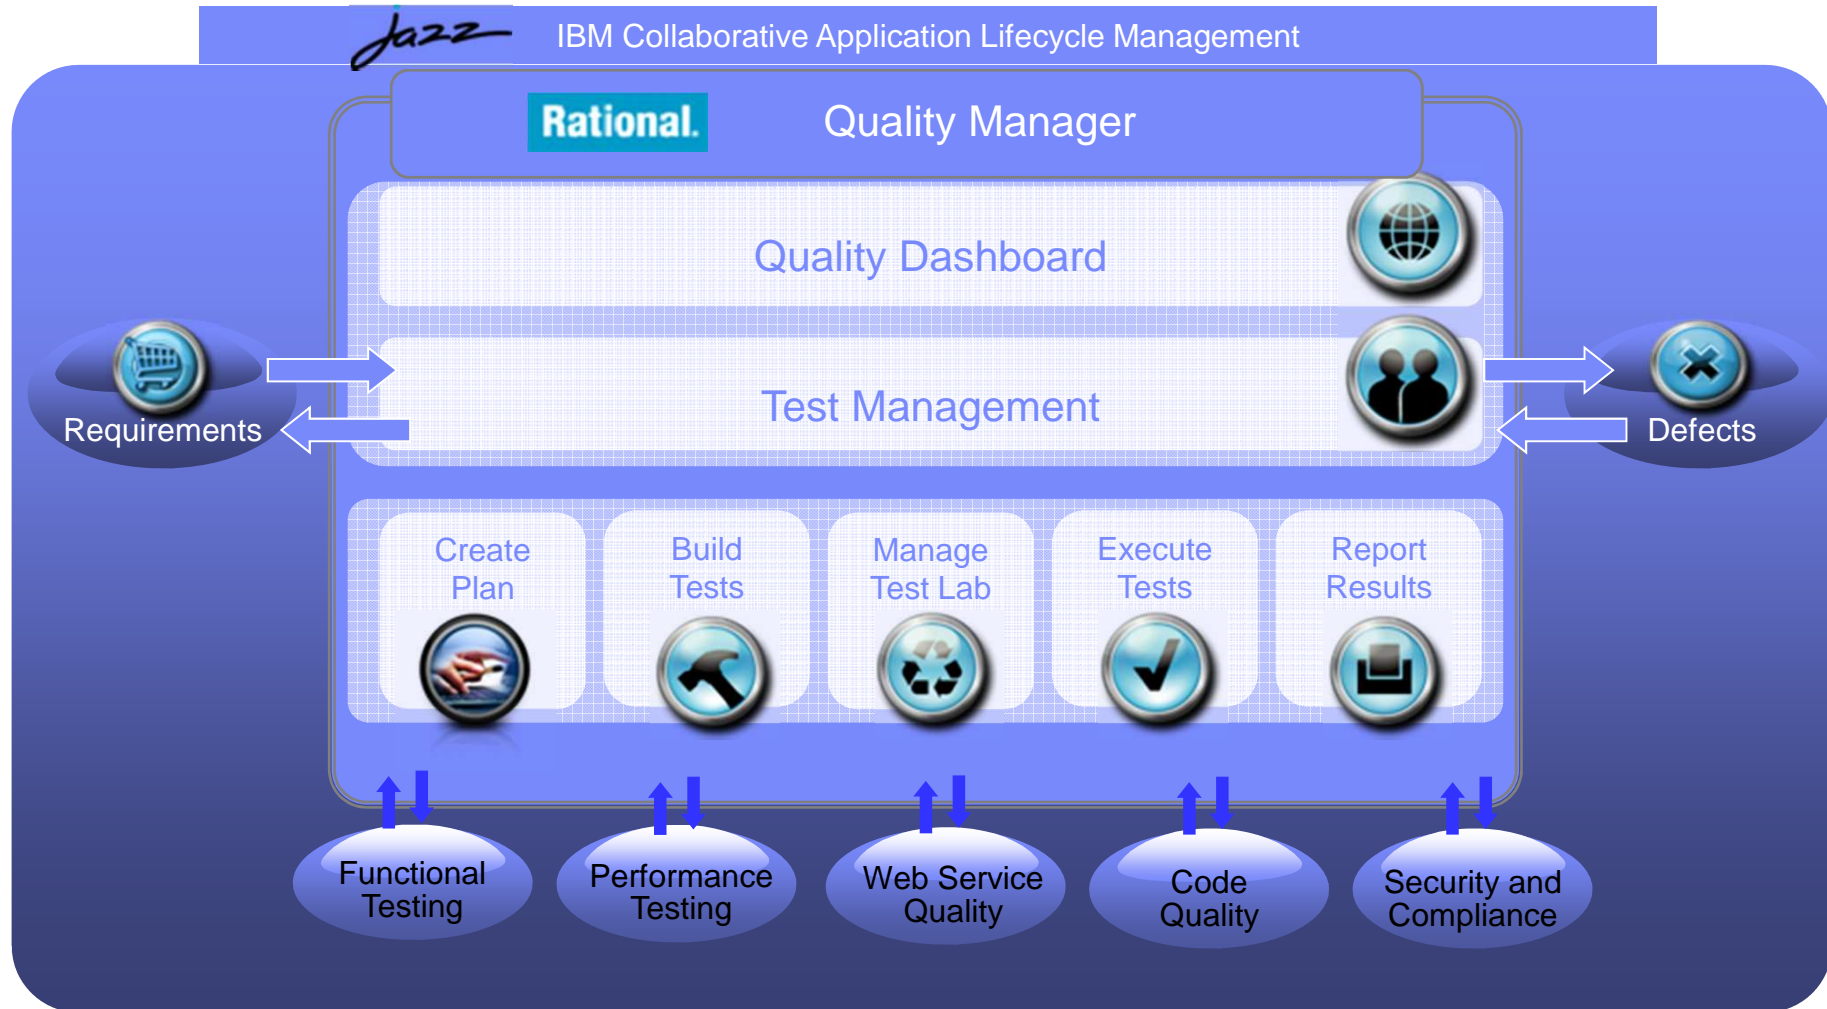 jazz IBM Collaborative Application Lifecycle Management
Rational. Quality Manager
Quality Dashboard
Test Management
Requirements
Defects
Create
Plan
Build
Tests
Manage
Test Lab
Execute
Tests
Report
Results
Functional
Testing
Performance
Testing
Web Service
Quality
Code
Quality
Security and
Compliance